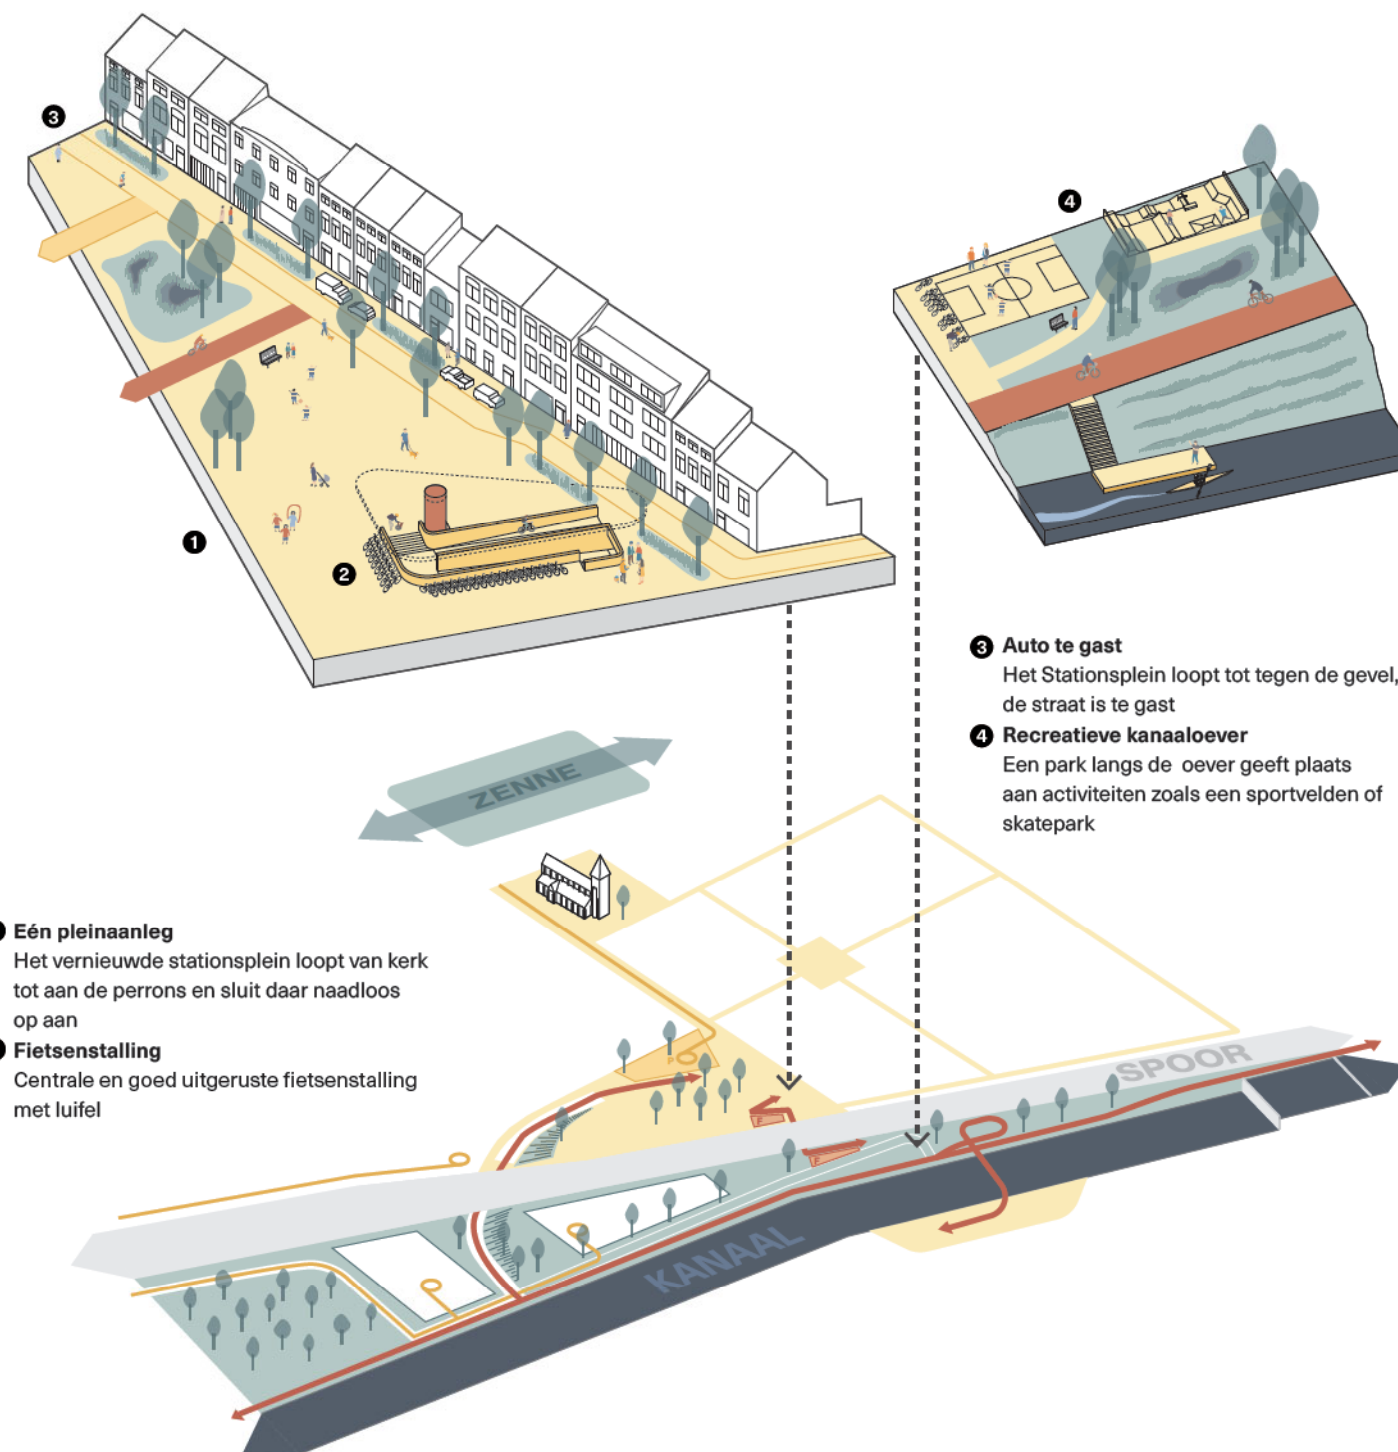 3
4
1
2
3 Auto te gast
Het Stationsplein loopt tot tegen de gevel,
de straat is te gast
4 Recreatieve kanaaloever
Een park langs de oever geeft plaats
aan activiteiten zoals een sportvelden of
skatepark
ZENNE
Eén pleinaanleg
Het vernieuwde stationsplein loopt van kerk
tot aan de perrons en sluit daar naadloos
op aan
Fietsenstalling
Centrale en goed uitgeruste fietsenstalling
met luifel
P
SPOOR
F
F
KANAAL